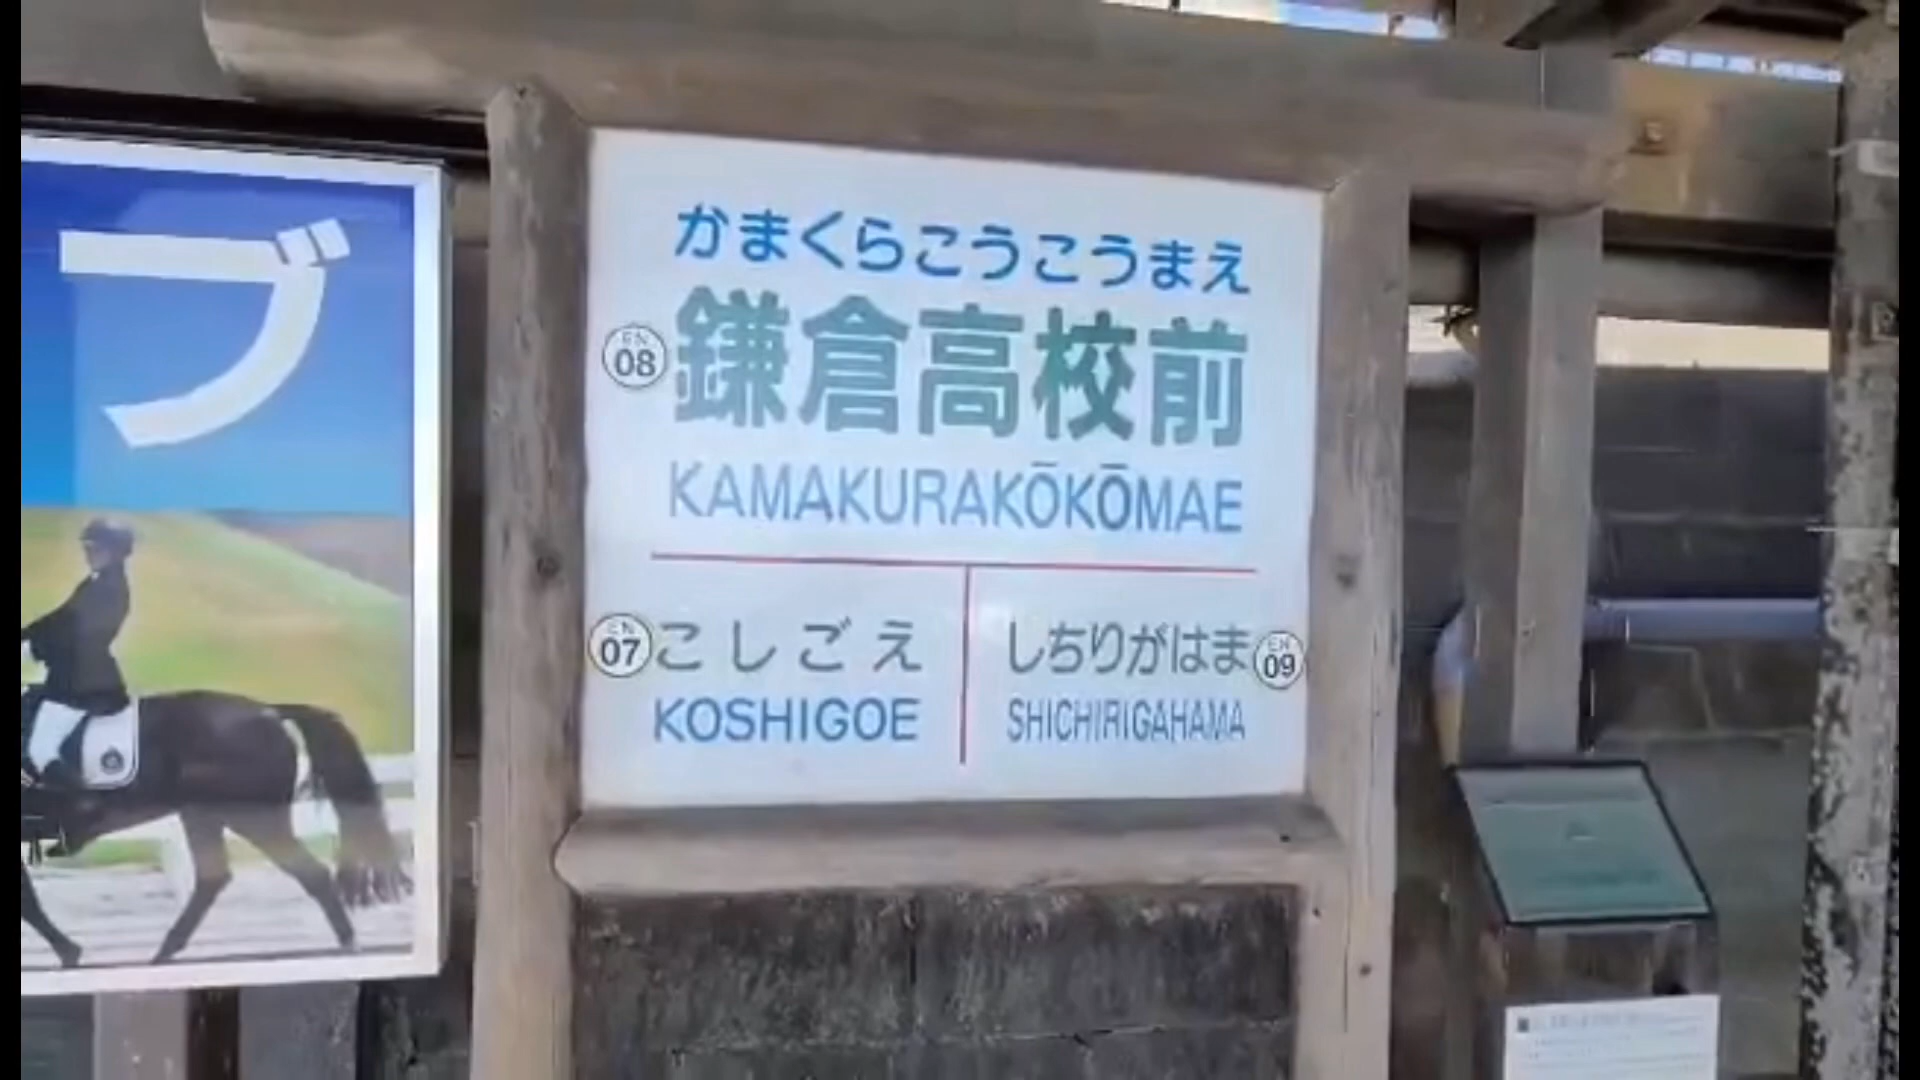 ブ
かまくらこうこうまえ
EN
08
鎌倉高校前
KAMAKURAKŌKŌMAE
EN
07
こしごえ
KOSHIGOE
しちりがはま
EN
09
SHICHIRIGAHAMA